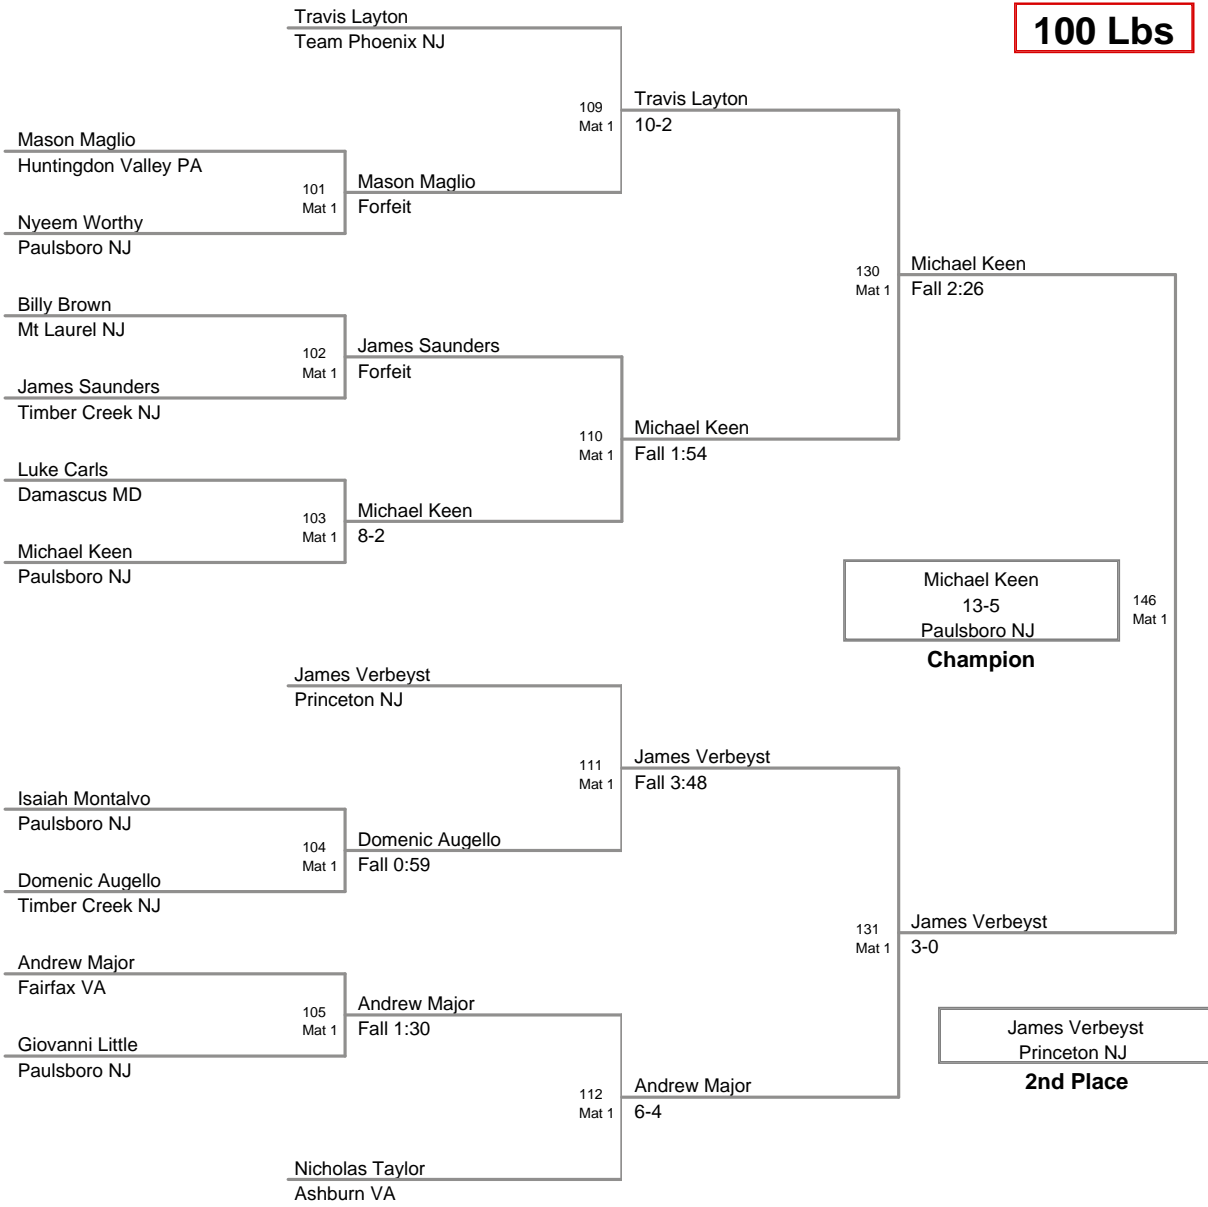 Travis Layton
Team Phoenix NJ
100 Lbs
109
Mat 1
Travis Layton
10-2
Mason Maglio
Huntingdon Valley PA
101
Mat 1
Mason Maglio
Forfeit
Nyeem Worthy
Paulsboro NJ
130
Mat 1
Michael Keen
Fall 2:26
Billy Brown
Mt Laurel NJ
102
Mat 1
James Saunders
Forfeit
James Saunders
Timber Creek NJ
110
Mat 1
Michael Keen
Fall 1:54
Luke Carls
Damascus MD
103
Mat 1
Michael Keen
8-2
Michael Keen
Paulsboro NJ
Michael Keen
13-5
Paulsboro NJ
Champion
146
Mat 1
James Verbeyst
Princeton NJ
111
Mat 1
James Verbeyst
Fall 3:48
Isaiah Montalvo
Paulsboro NJ
104
Mat 1
Domenic Augello
Fall 0:59
Domenic Augello
Timber Creek NJ
131
Mat 1
James Verbeyst
3-0
Andrew Major
Fairfax VA
105
Mat 1
Andrew Major
Fall 1:30
Giovanni Little
Paulsboro NJ
James Verbeyst
Princeton NJ
2nd Place
112
Mat 1
Andrew Major
6-4
Nicholas Taylor
Ashburn VA